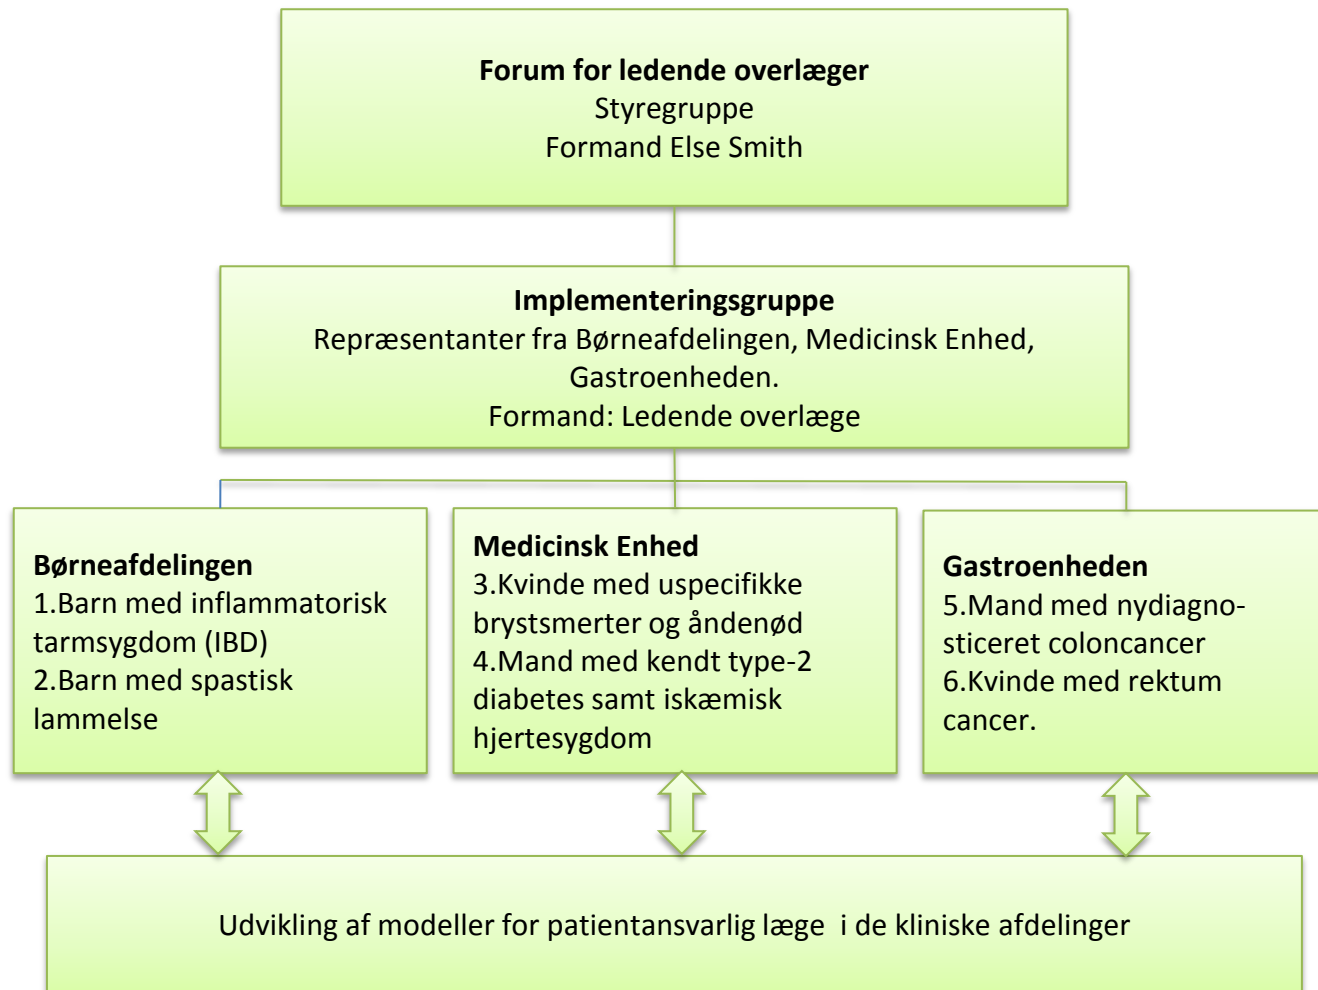 Forum for ledende overlæger
Styregruppe
Formand Else Smith
Implementeringsgruppe
Repræsentanter fra Børneafdelingen, Medicinsk Enhed,
Gastroenheden.
Formand: Ledende overlæge
Børneafdelingen
1.Barn med inflammatorisk
tarmsygdom (IBD)
2.Barn med spastisk
lammelse
Medicinsk Enhed
3.Kvinde med uspecifikke
brystsmerter og åndenød
4.Mand med kendt type-2
diabetes samt iskæmisk
hjertesygdom
Gastroenheden
5.Mand med nydiagno-
sticeret coloncancer
6.Kvinde med rektum
cancer.
Udvikling af modeller for patientansvarlig læge i de kliniske afdelinger